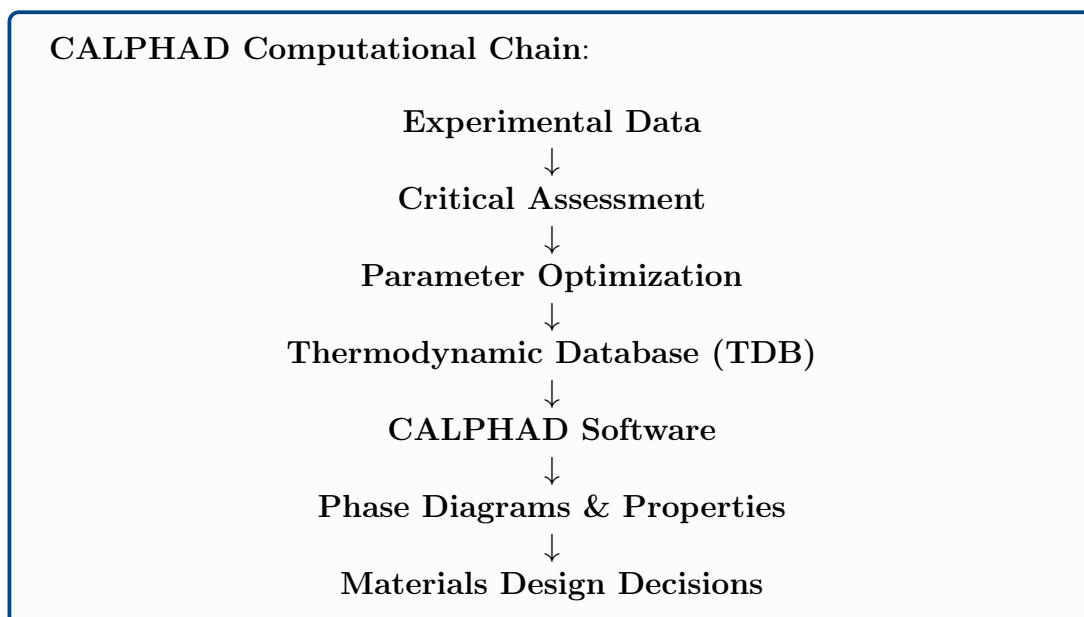 CALPHAD Computational Chain:
Experimental Data
↓
Critical Assessment
↓
Parameter Optimization
↓
Thermodynamic Database (TDB)
↓
CALPHAD Software
↓
Phase Diagrams & Properties
↓
Materials Design Decisions